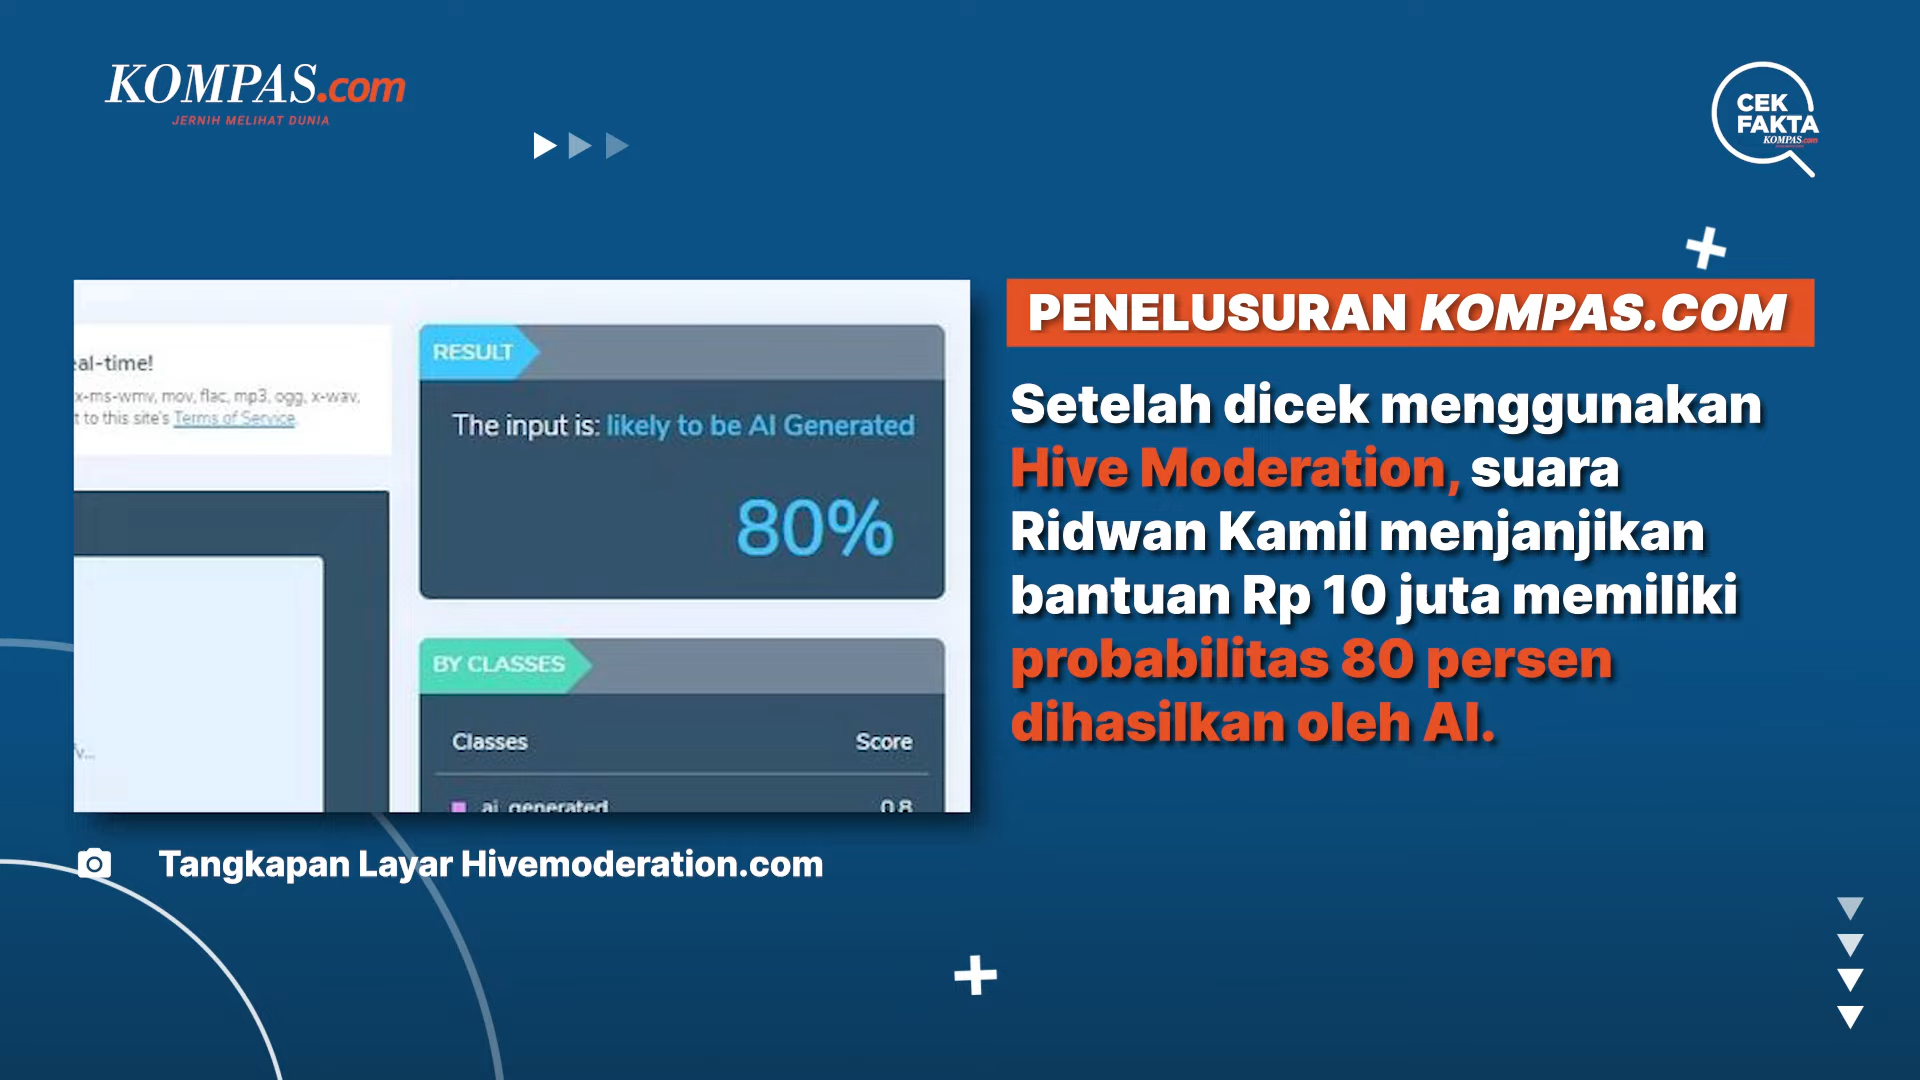 KOMPAS.com
JERNIH MELIHAT DUNIA
CEK
FAKTA
KOMPAS.com
eal-time!
x-ms-wmv, mov, flac, mp3, ogg, x-wav,
t to this site's Terms of Service.
RESULT
The input is: likely to be AI Generated
80%
BY CLASSES
Classes Score
ai_generated 0.8
Tangkapan Layar Hivemoderation.com
PENELUSURAN KOMPAS.COM
Setelah dicek menggunakan
Hive Moderation, suara
Ridwan Kamil menjanjikan
bantuan Rp 10 juta memiliki
probabilitas 80 persen
dihasilkan oleh AI.